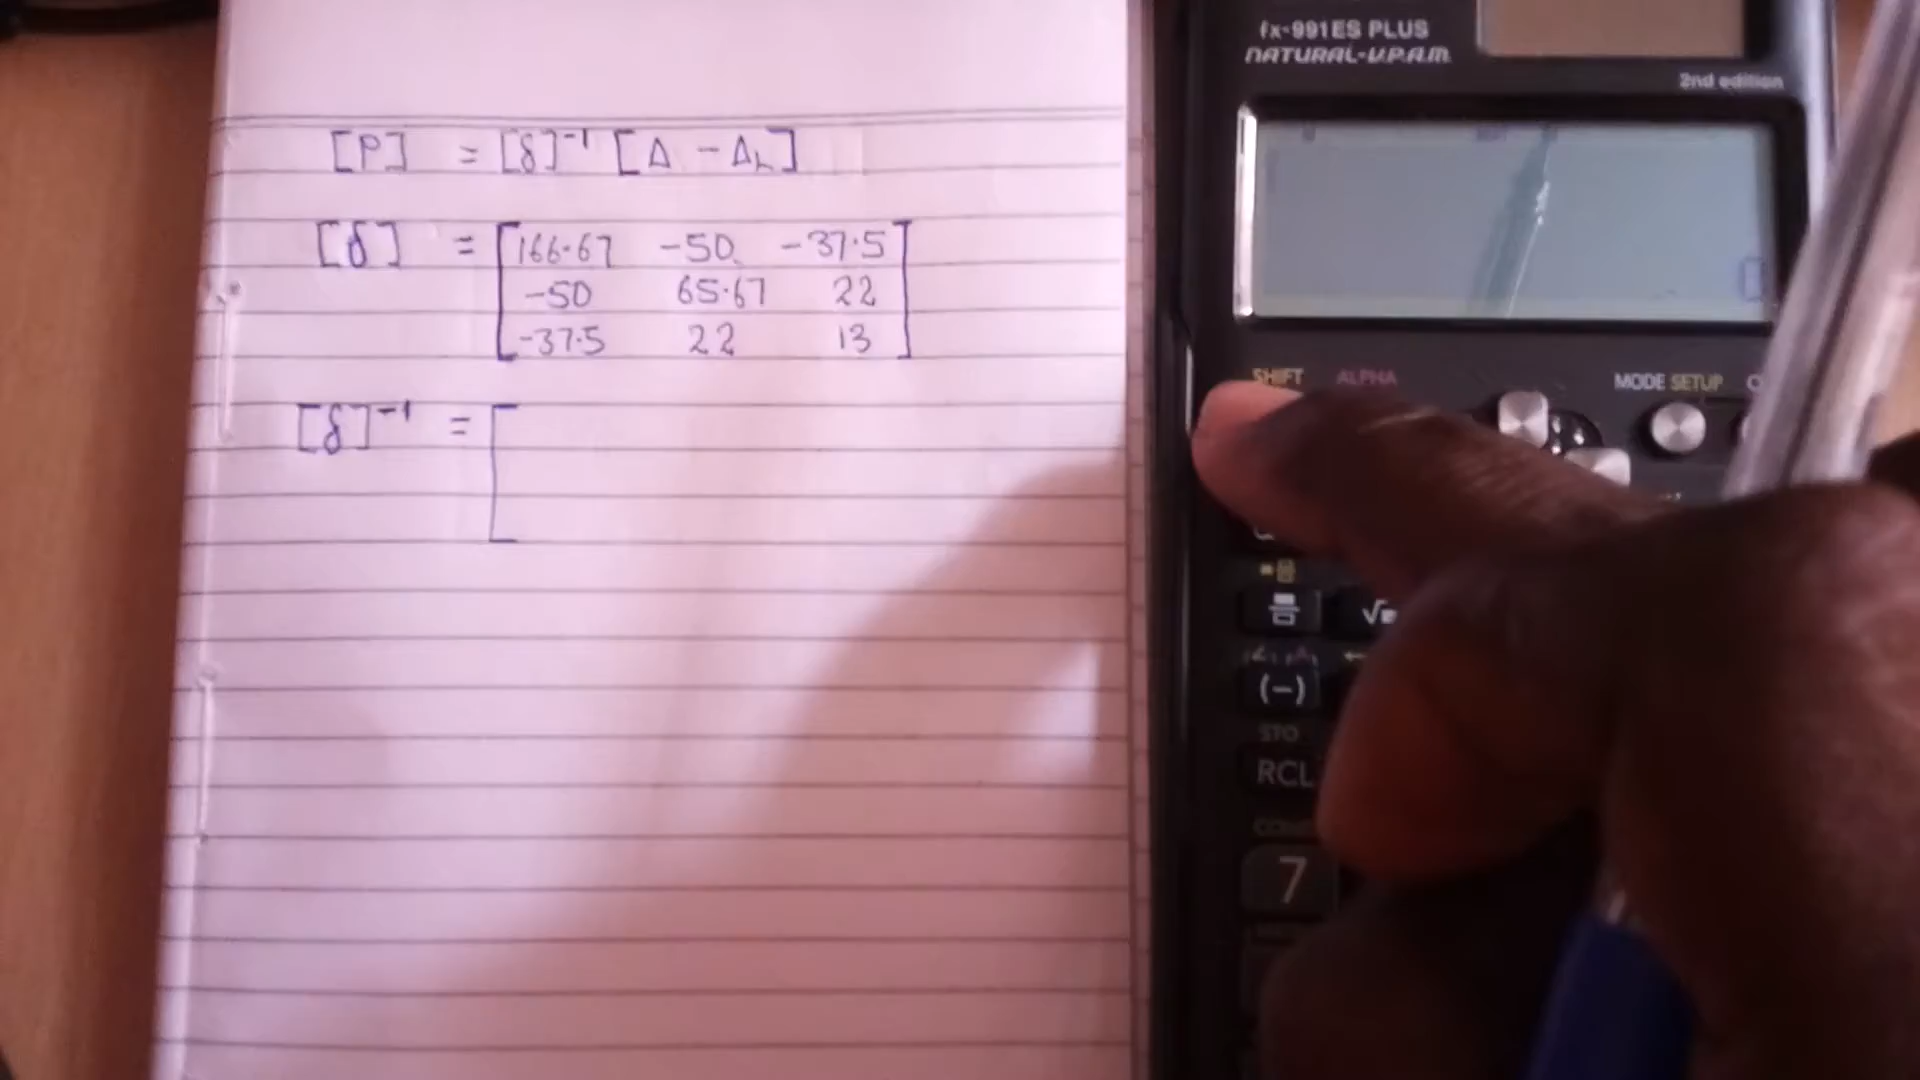 [P] = [δ]⁻¹ [Δ - Δ_L]
[δ] = [166.67 -50 -37.5
-50 65.67 22
-37.5 22 13]
[δ]⁻¹ = [
fx-991ES PLUS
NATURAL-V.P.A.M.
2nd edition
SHIFT ALPHA MODE SETUP
(-)
STO
RCL
7